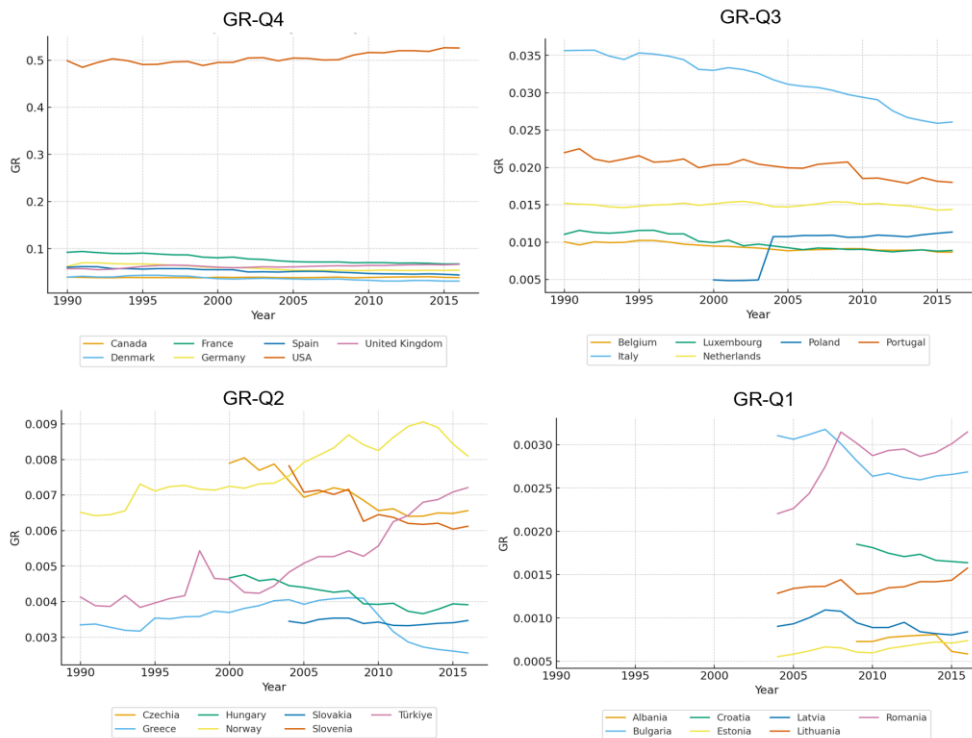 GR-Q4
0.5
0.4
0.3
0.2
0.1
GR
1990 1995 2000 2005 2010 2015
Year
Canada France Spain United Kingdom
Denmark Germany USA
GR-Q3
0.035
0.030
0.025
0.020
0.015
0.010
0.005
GR
1990 1995 2000 2005 2010 2015
Year
Belgium Luxembourg Poland Portugal
Italy Netherlands
GR-Q2
0.009
0.008
0.007
0.006
0.005
0.004
0.003
GR
1990 1995 2000 2005 2010 2015
Year
Czechia Hungary Slovakia Türkiye
Greece Norway Slovenia
GR-Q1
0.0030
0.0025
0.0020
0.0015
0.0010
0.0005
GR
1990 1995 2000 2005 2010 2015
Year
Albania Croatia Latvia Romania
Bulgaria Estonia Lithuania